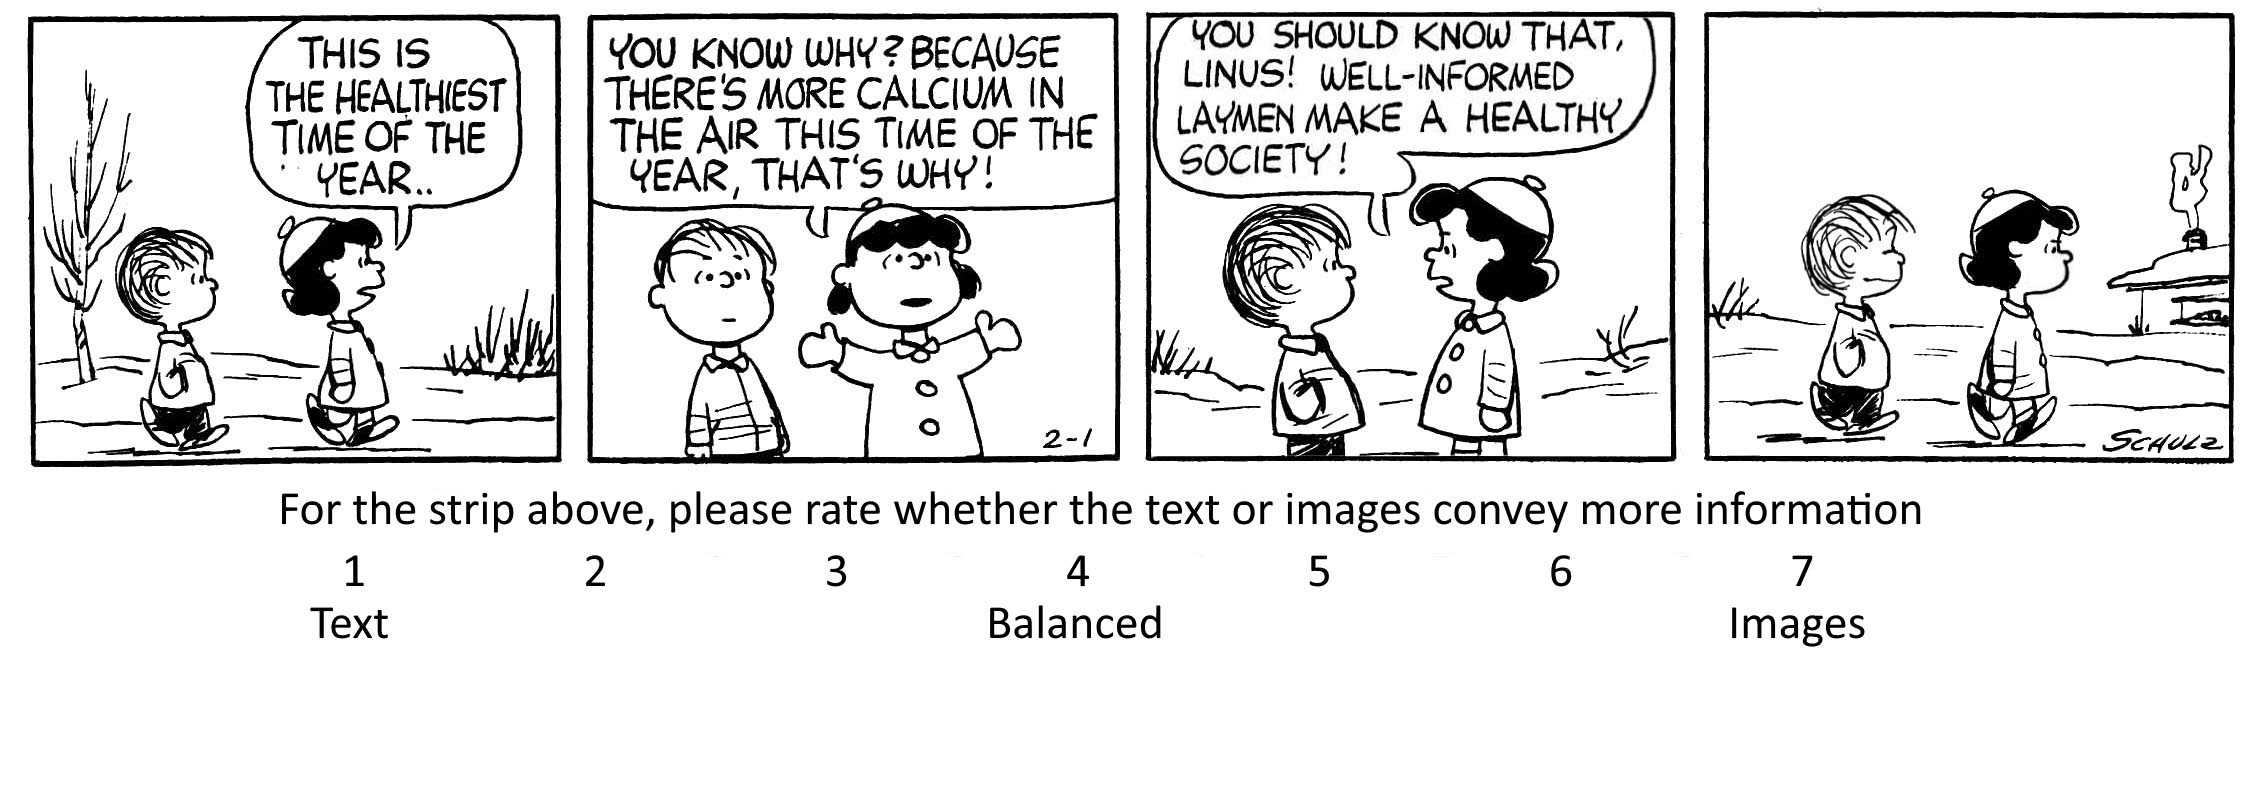 THIS IS
THE HEALTHIEST
TIME OF THE
YEAR..
YOU KNOW WHY? BECAUSE
THERE'S MORE CALCIUM IN
THE AIR THIS TIME OF THE
YEAR, THAT'S WHY!
2-1
YOU SHOULD KNOW THAT,
LINUS! WELL-INFORMED
LAYMEN MAKE A HEALTHY
SOCIETY!
SCHULZ
For the strip above, please rate whether the text or images convey more information
1 2 3 4 5 6 7
Text Balanced Images